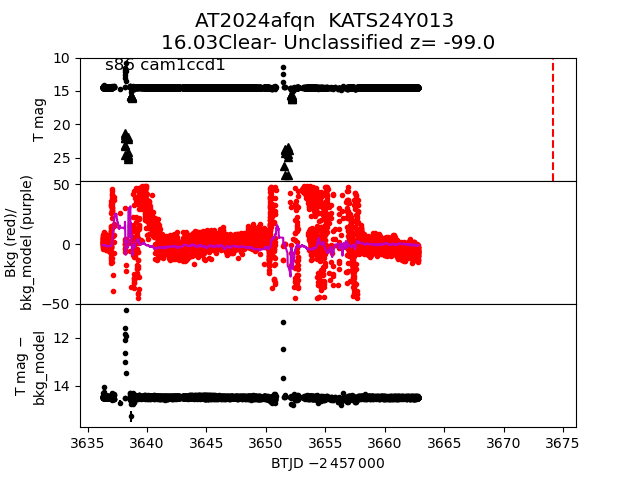 AT2024afqn  KATS24Y013
16.03Clear- Unclassified z= -99.0
s86 cam1ccd1
10
15
20
25
T mag
50
0
−50
Bkg (red)/
bkg_model (purple)
12
14
T mag −
bkg_model
3635 3640 3645 3650 3655 3660 3665 3670 3675
BTJD −2 457 000